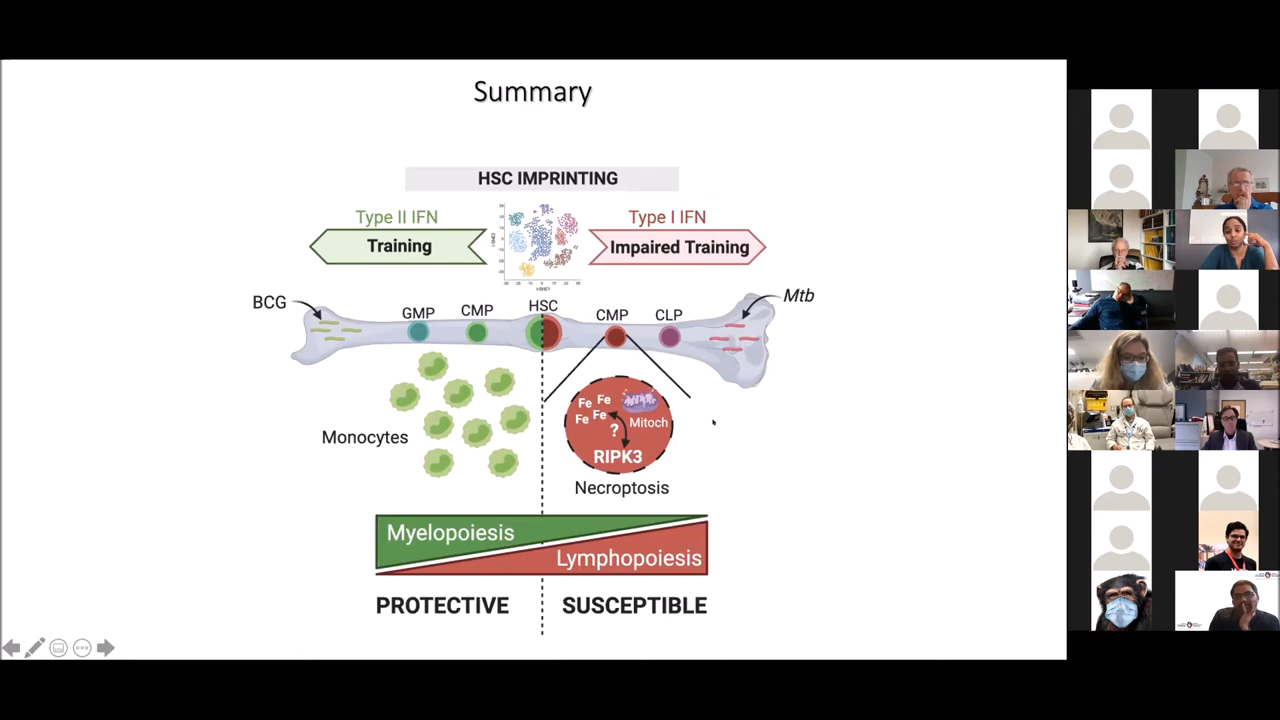 Summary
HSC IMPRINTING
Type II IFN
Type I IFN
Training
Impaired Training
BCG
GMP
CMP
HSC
CMP
CLP
Mtb
Monocytes
Fe Fe
Fe Fe
Mitoch
?
RIPK3
Necroptosis
Myelopoiesis
Lymphopoiesis
PROTECTIVE
SUSCEPTIBLE